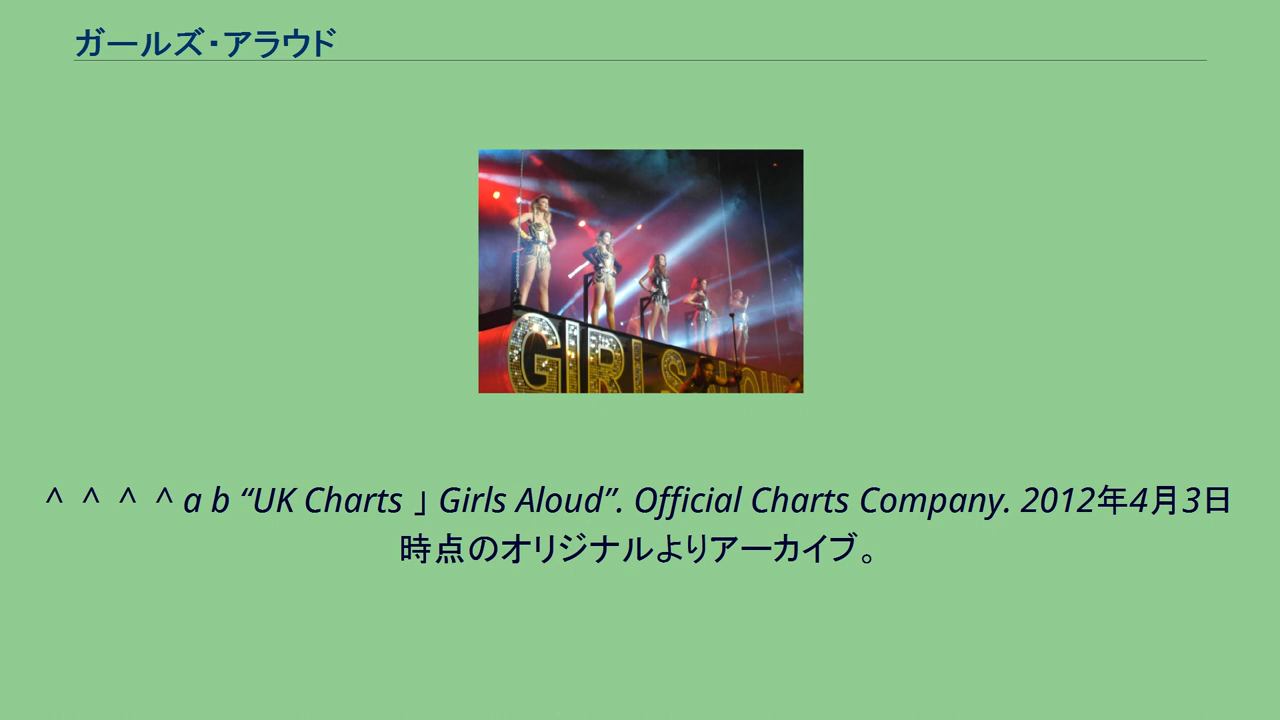 ガールズ・アラウド
GIRLS ALOUD
^ ^ ^ ^ a b “UK Charts 」 Girls Aloud”. Official Charts Company. 2012年4月3日
時点のオリジナルよりアーカイブ。